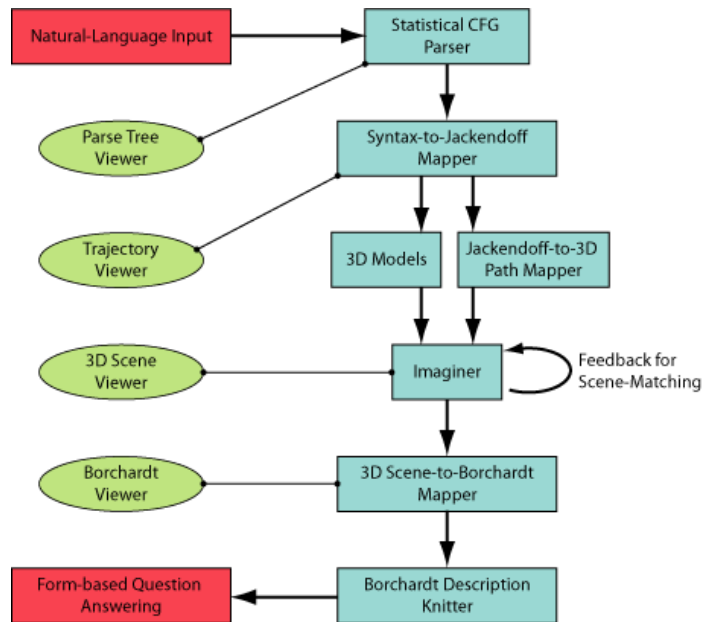 Natural-Language Input
Statistical CFG
Parser
Parse Tree
Viewer
Syntax-to-Jackendoff
Mapper
Trajectory
Viewer
3D Models
Jackendoff-to-3D
Path Mapper
3D Scene
Viewer
Imaginer
Feedback for
Scene-Matching
Borchardt
Viewer
3D Scene-to-Borchardt
Mapper
Form-based Question
Answering
Borchardt Description
Knitter